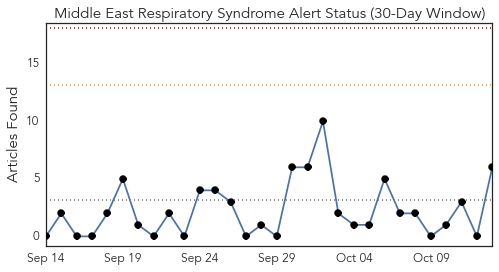 Middle East Respiratory Syndrome Alert Status (30-Day Window)
Articles Found
15
10
5
0
Sep 14 Sep 19 Sep 24 Sep 29 Oct 04 Oct 09